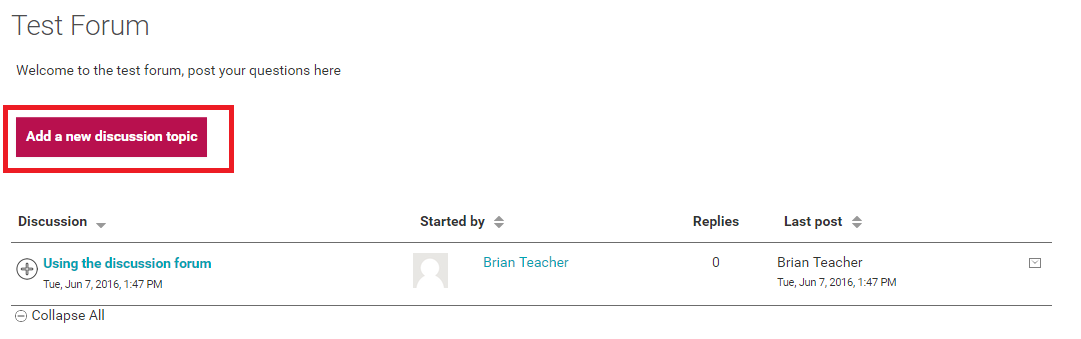 Test Forum
Welcome to the test forum, post your questions here
Add a new discussion topic
Discussion Started by Replies Last post
Using the discussion forum Brian Teacher 0 Brian Teacher
Tue, Jun 7, 2016, 1:47 PM Tue, Jun 7, 2016, 1:47 PM
Collapse All